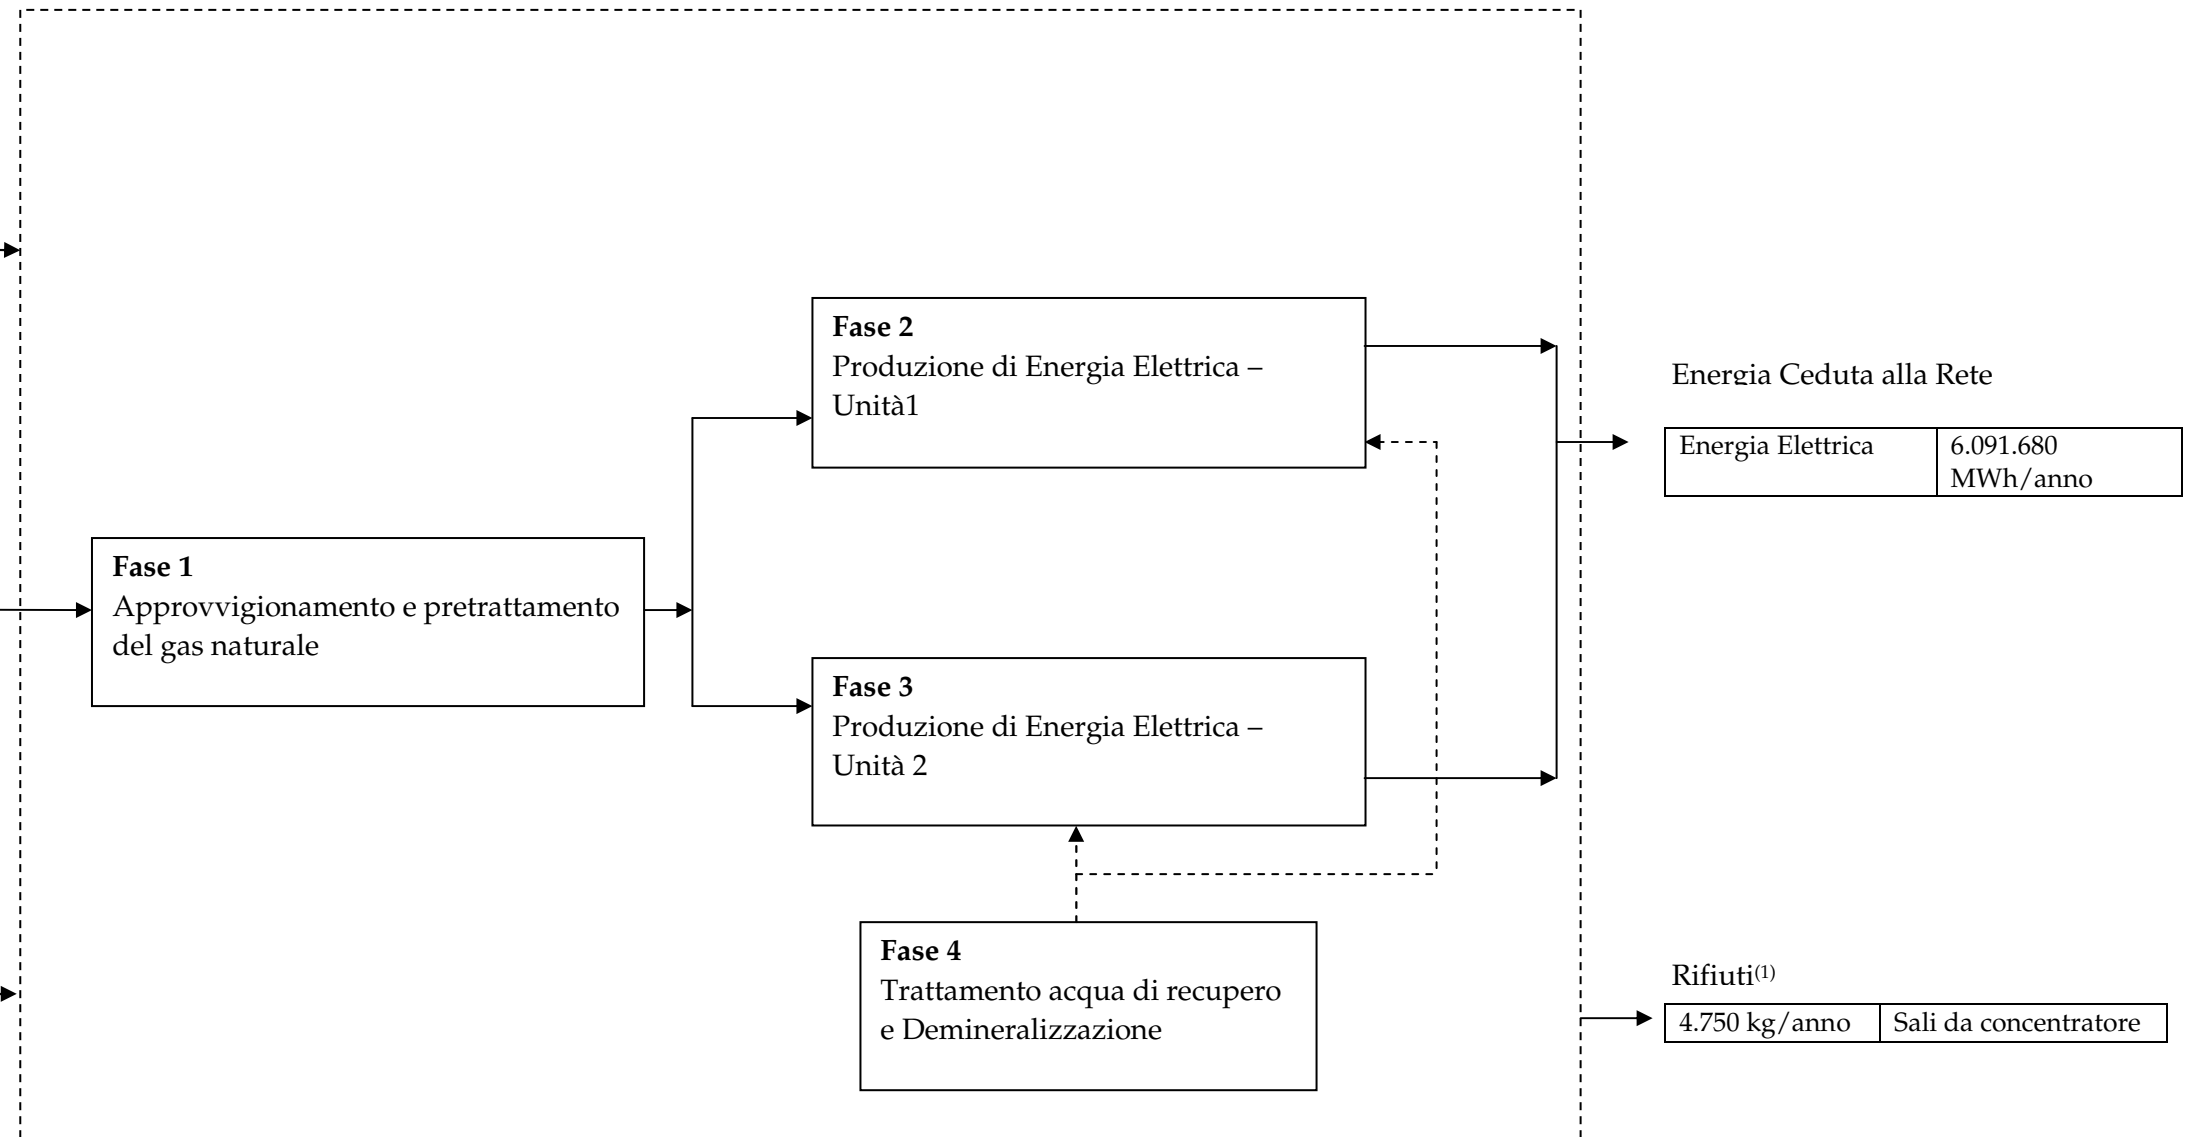 Fase 2
Produzione di Energia Elettrica –
Unità1
Energia Ceduta alla Rete
Energia Elettrica
6.091.680
MWh/anno
Fase 1
Approvvigionamento e pretrattamento
del gas naturale
Fase 3
Produzione di Energia Elettrica –
Unità 2
Fase 4
Trattamento acqua di recupero
e Demineralizzazione
Rifiuti(1)
4.750 kg/anno
Sali da concentratore